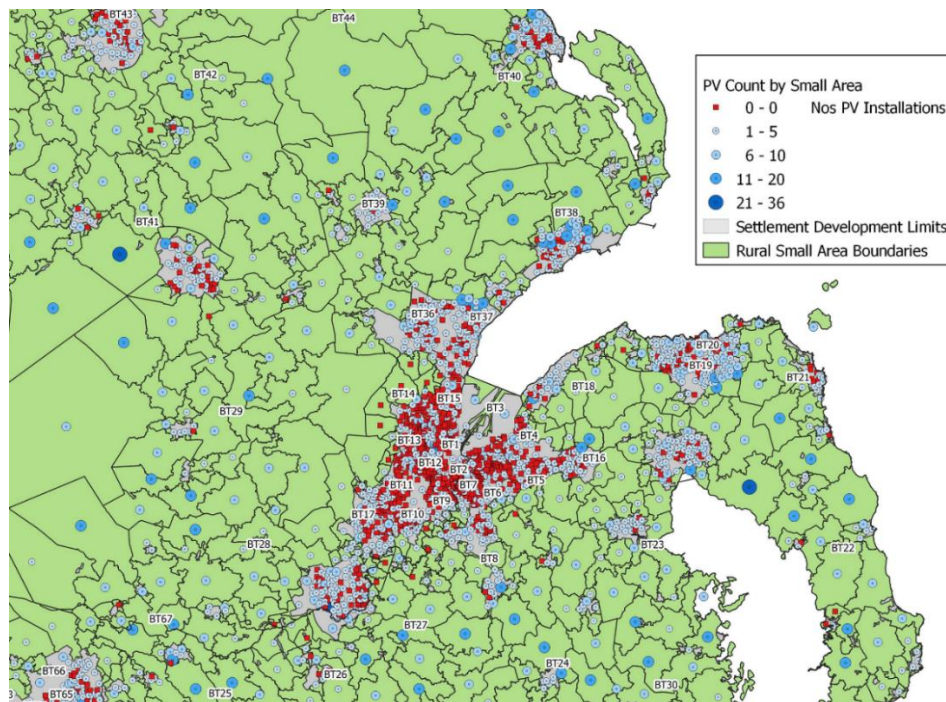 BT43
BT44
BT42
BT40
PV Count by Small Area
0 - 0 Nos PV Installations
1 - 5
6 - 10
11 - 20
21 - 36
Settlement Development Limits
Rural Small Area Boundaries
BT39
BT38
BT41
BT36
BT37
BT20
BT19
BT21
BT18
BT14
BT15
BT3
BT29
BT13
BT1
BT4
BT12
BT2
BT16
BT11
BT7
BT5
BT6
BT9
BT17
BT10
BT28
BT23
BT22
BT8
BT67
BT27
BT66
BT26
BT24
BT65
BT25
BT30